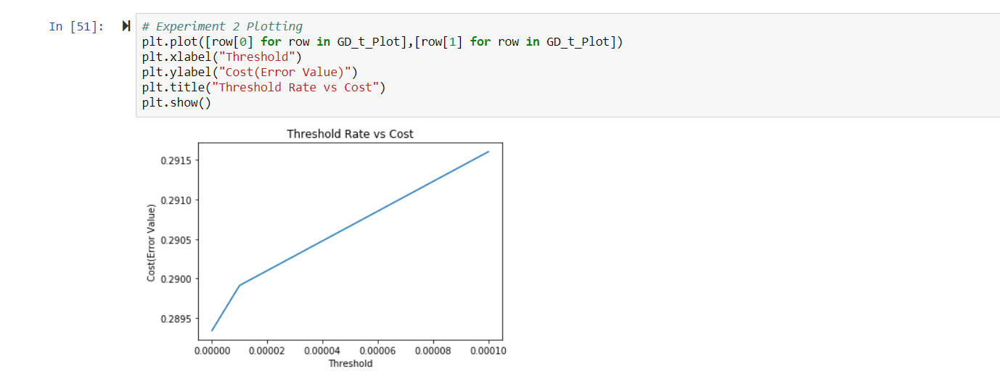 In [51]:
# Experiment 2 Plotting
plt.plot([row[0] for row in GD_t_Plot],[row[1] for row in GD_t_Plot])
plt.xlabel("Threshold")
plt.ylabel("Cost(Error Value)")
plt.title("Threshold Rate vs Cost")
plt.show()
Threshold Rate vs Cost
Cost(Error Value)
0.2915
0.2910
0.2905
0.2900
0.2895
0.00000 0.00002 0.00004 0.00006 0.00008 0.00010
Threshold